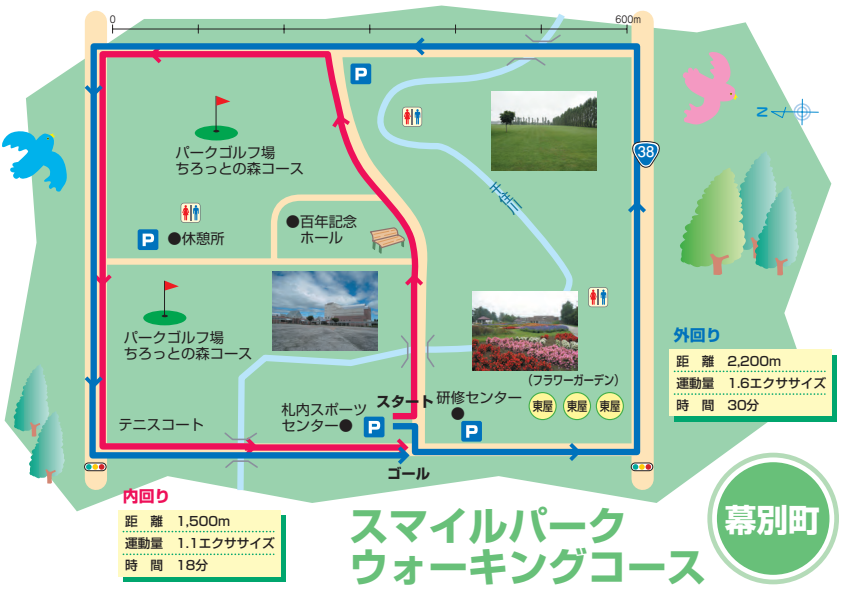 0
600m
P
パークゴルフ場
ちろっとの森コース
38
N
千住川
●百年記念
ホール
P
●休憩所
パークゴルフ場
ちろっとの森コース
外回り
距 離 2,200m
運動量 1.6エクササイズ
時 間 30分
(フラワーガーデン)
東屋
東屋
東屋
スタート
研修センター
●
P
札内スポーツ
センター●
P
テニスコート
ゴール
内回り
距 離 1,500m
運動量 1.1エクササイズ
時 間 18分
スマイルパーク
ウォーキングコース
幕別町